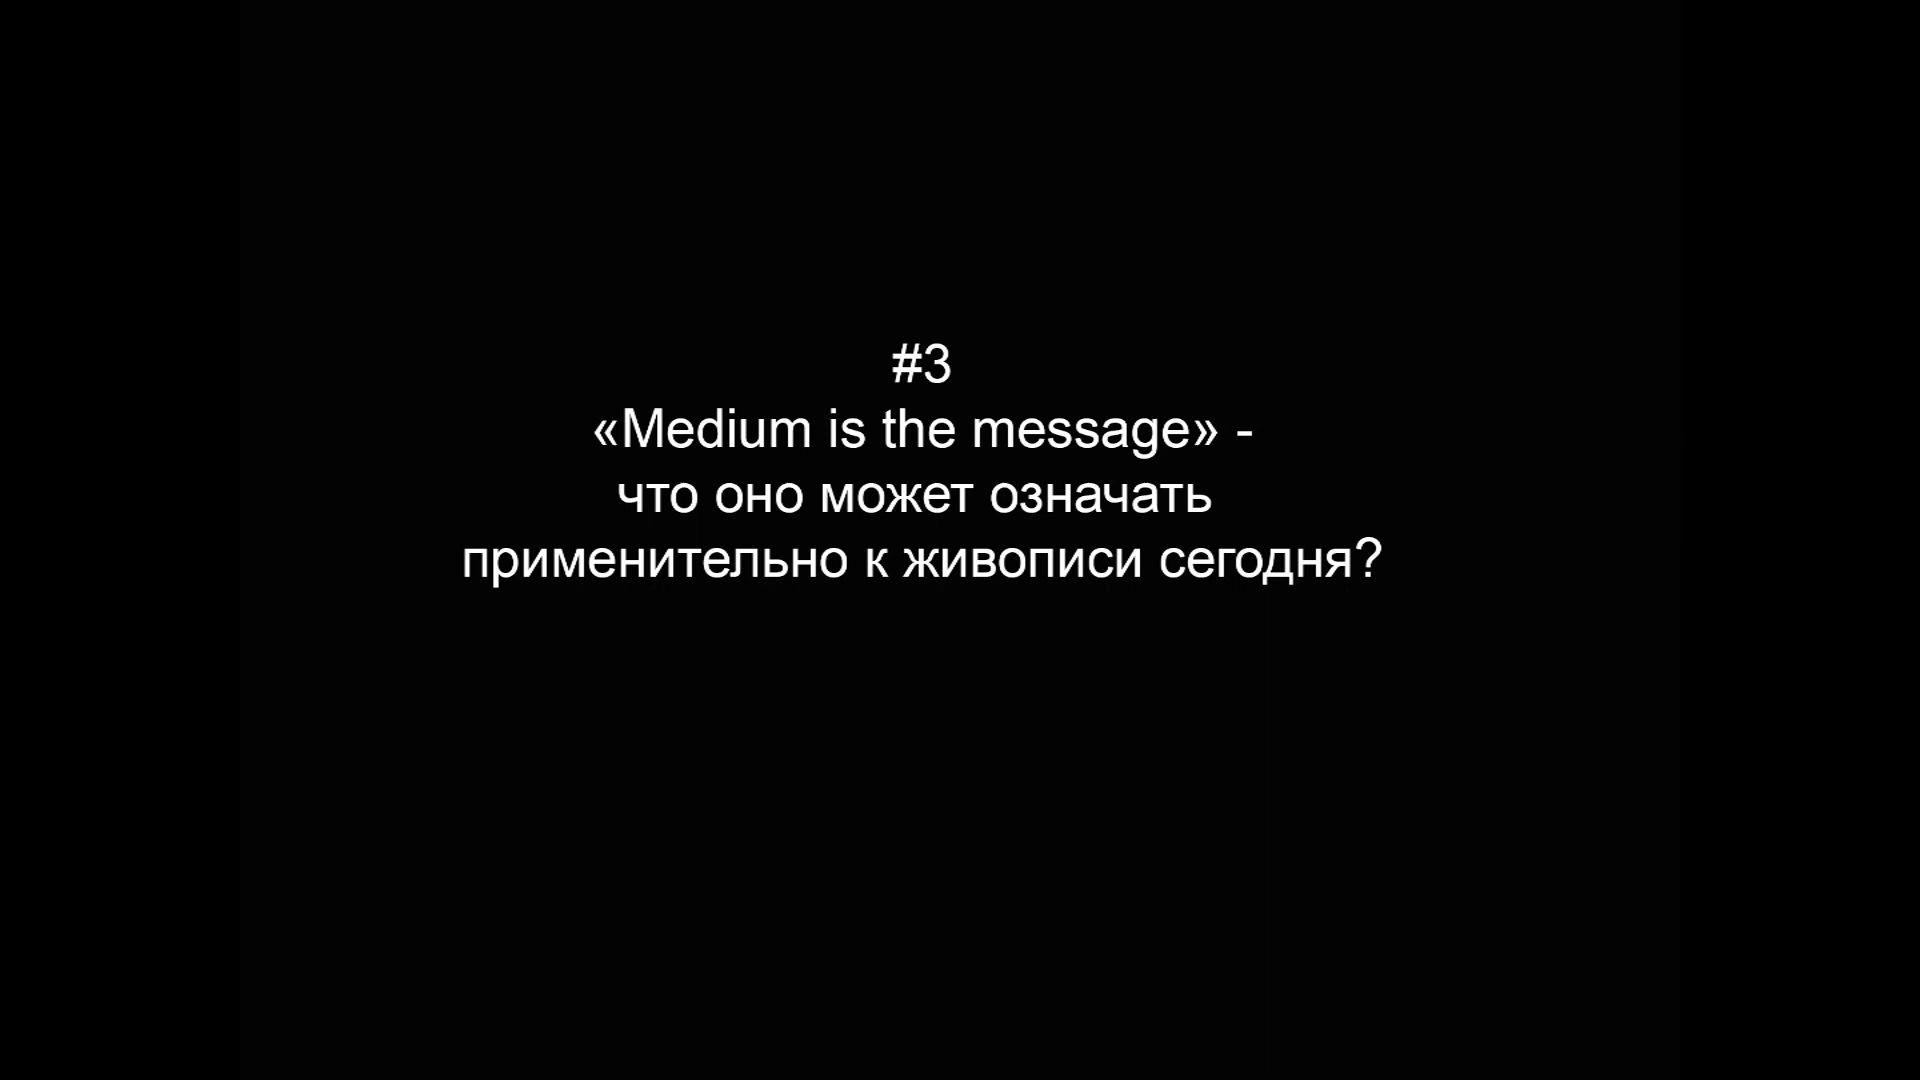 #3
«Medium is the message» -
что оно может означать
применительно к живописи сегодня?